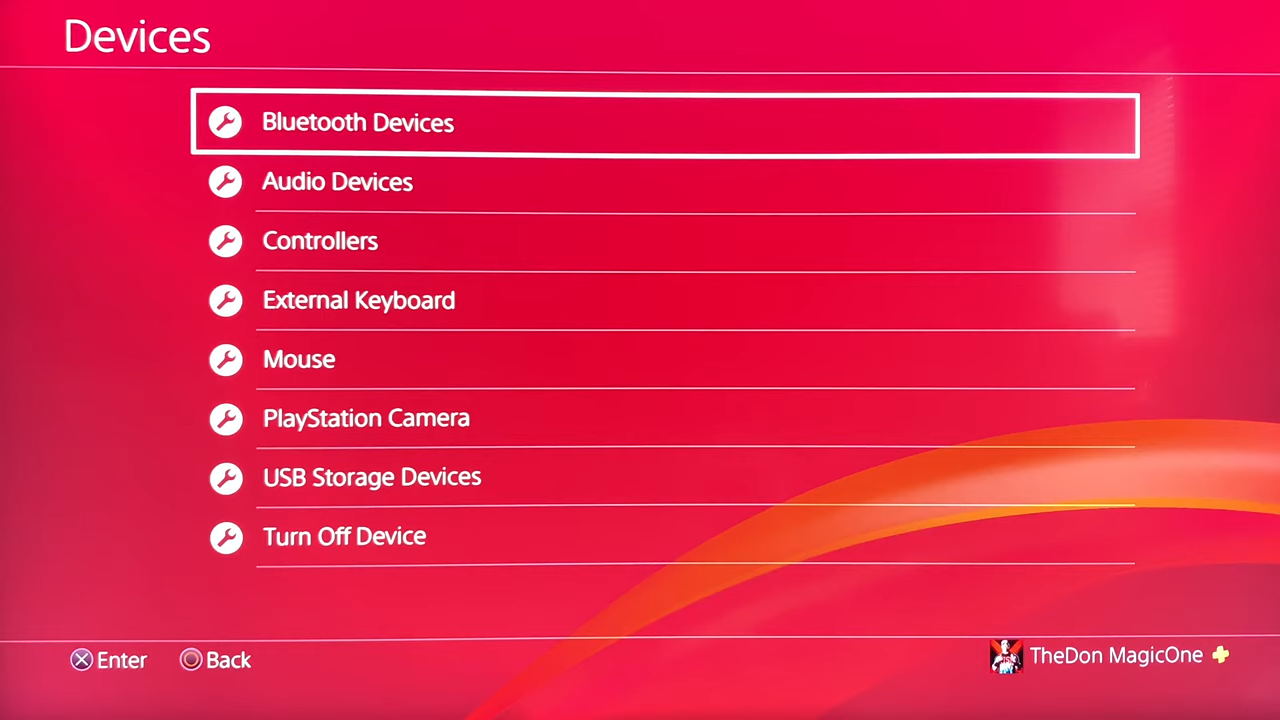 Devices
Bluetooth Devices
Audio Devices
Controllers
External Keyboard
Mouse
PlayStation Camera
USB Storage Devices
Turn Off Device
Enter
Back
TheDon MagicOne